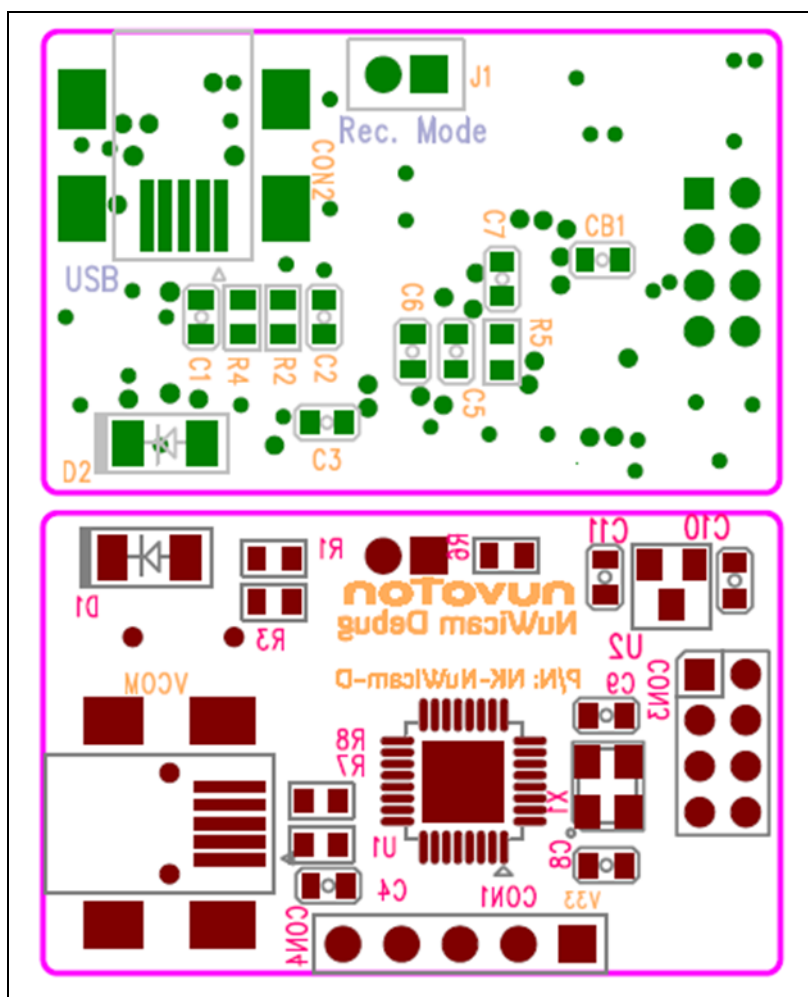 J1
Rec. Mode
CON2
C7
CB1
USB
C6
R5
C1
R4
R2
C2
C5
C3
D2
R1
R6
C11
C10
D1
R3
nuvoTon
NuWicam Debug
U2
P/N: NK-NuWicam-D
CON3
VCOM
C9
R8
R7
X1
U1
C8
C4
CON1
V33
CON4